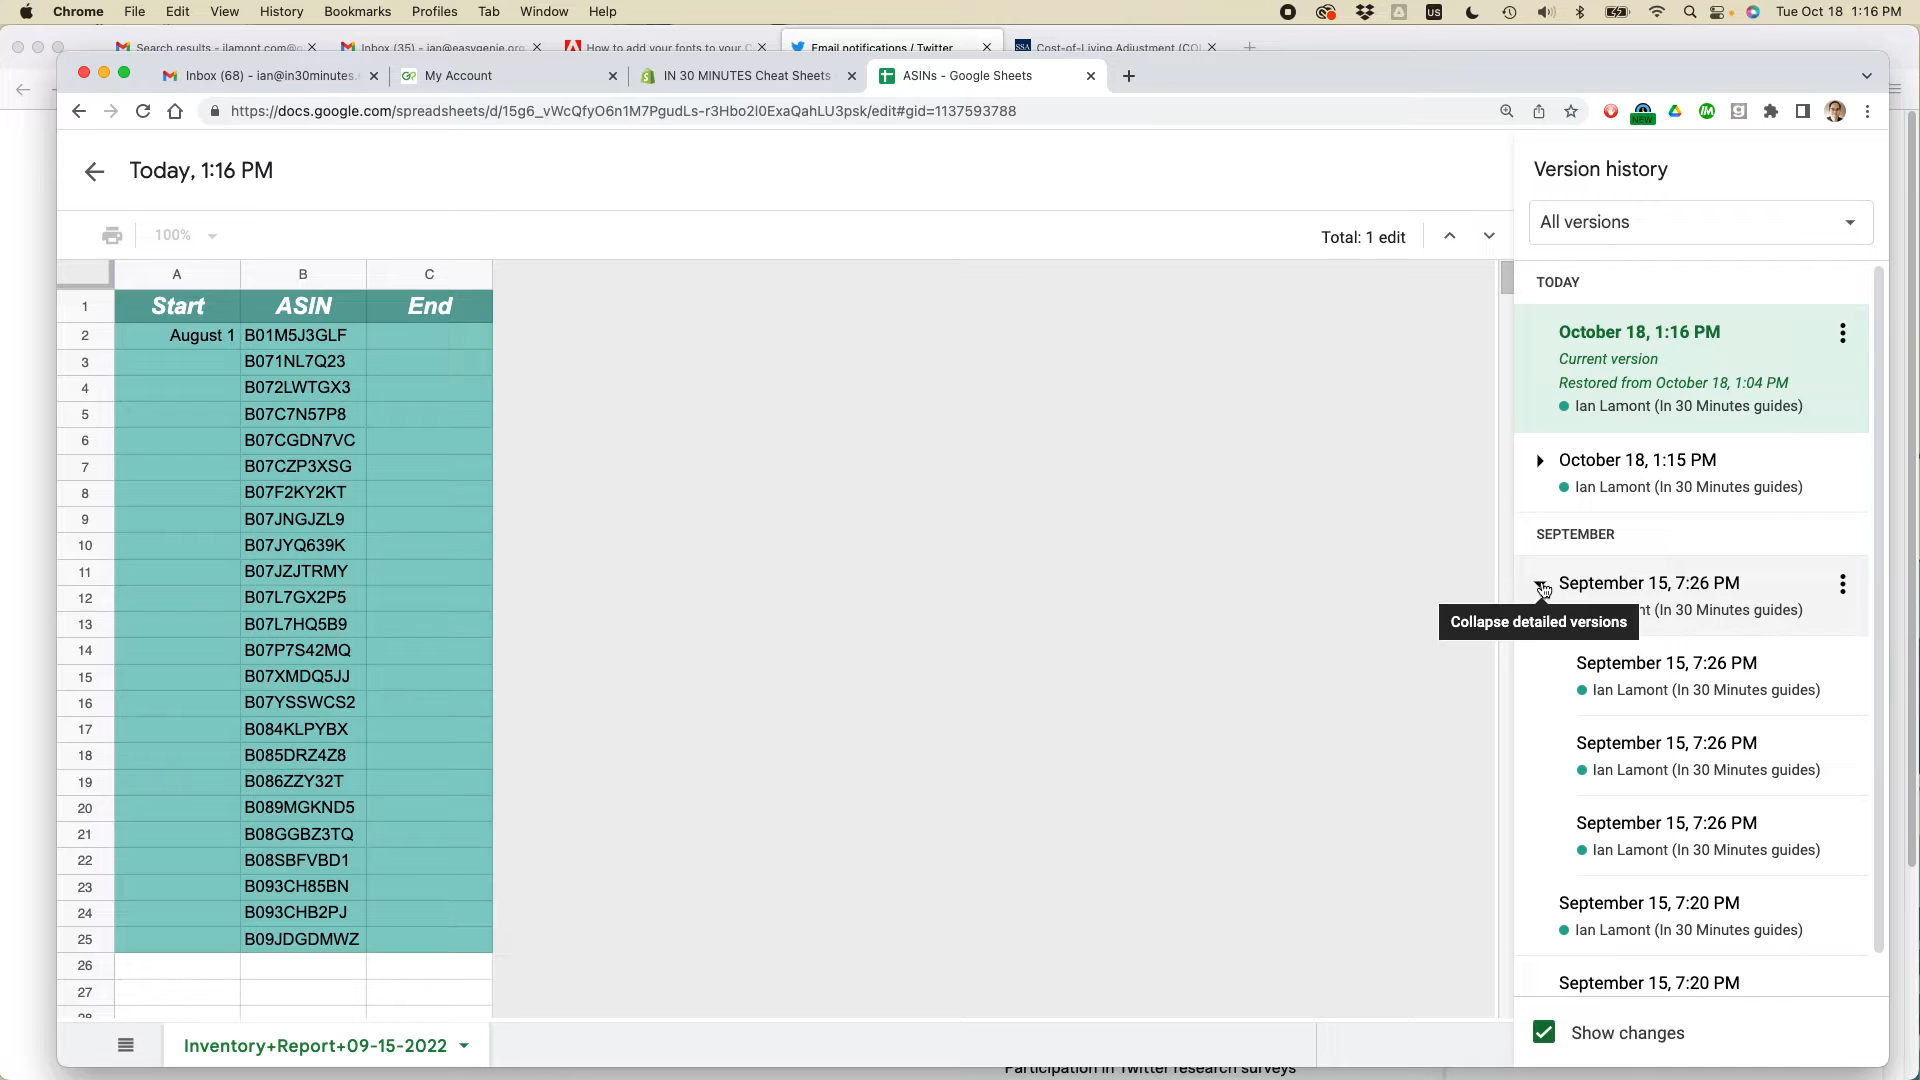 Chrome File Edit View History Bookmarks Profiles Tab Window Help US Tue Oct 18 1:16 PM
Search results - ilamont.com@ Inbox (35) - ian@easygenie.org How to add your fonts to your C Email notifications / Twitter SSA Cost-of-Living Adjustment (COL
Inbox (68) - ian@in30minutes. My Account IN 30 MINUTES Cheat Sheets ASINs - Google Sheets
https://docs.google.com/spreadsheets/d/15g6_vWcQfyO6n1M7PgudLs-r3Hbo2l0ExaQahLU3psk/edit#gid=1137593788 NEW
Today, 1:16 PM
100% Total: 1 edit
A B C
1 Start ASIN End
2 August 1 B01M5J3GLF
3 B071NL7Q23
4 B072LWTGX3
5 B07C7N57P8
6 B07CGDN7VC
7 B07CZP3XSG
8 B07F2KY2KT
9 B07JNGJZL9
10 B07JYQ639K
11 B07JZJTRMY
12 B07L7GX2P5
13 B07L7HQ5B9
14 B07P7S42MQ
15 B07XMDQ5JJ
16 B07YSSWCS2
17 B084KLPYBX
18 B085DRZ4Z8
19 B086ZZY32T
20 B089MGKND5
21 B08GGBZ3TQ
22 B08SBFVBD1
23 B093CH85BN
24 B093CHB2PJ
25 B09JDGDMWZ
26
27
28
Inventory+Report+09-15-2022
Version history
All versions
TODAY
October 18, 1:16 PM
Current version
Restored from October 18, 1:04 PM
Ian Lamont (In 30 Minutes guides)
October 18, 1:15 PM
Ian Lamont (In 30 Minutes guides)
SEPTEMBER
September 15, 7:26 PM
nt (In 30 Minutes guides)
Collapse detailed versions
September 15, 7:26 PM
Ian Lamont (In 30 Minutes guides)
September 15, 7:26 PM
Ian Lamont (In 30 Minutes guides)
September 15, 7:26 PM
Ian Lamont (In 30 Minutes guides)
September 15, 7:20 PM
Ian Lamont (In 30 Minutes guides)
September 15, 7:20 PM
Show changes
Participation in Twitter research surveys